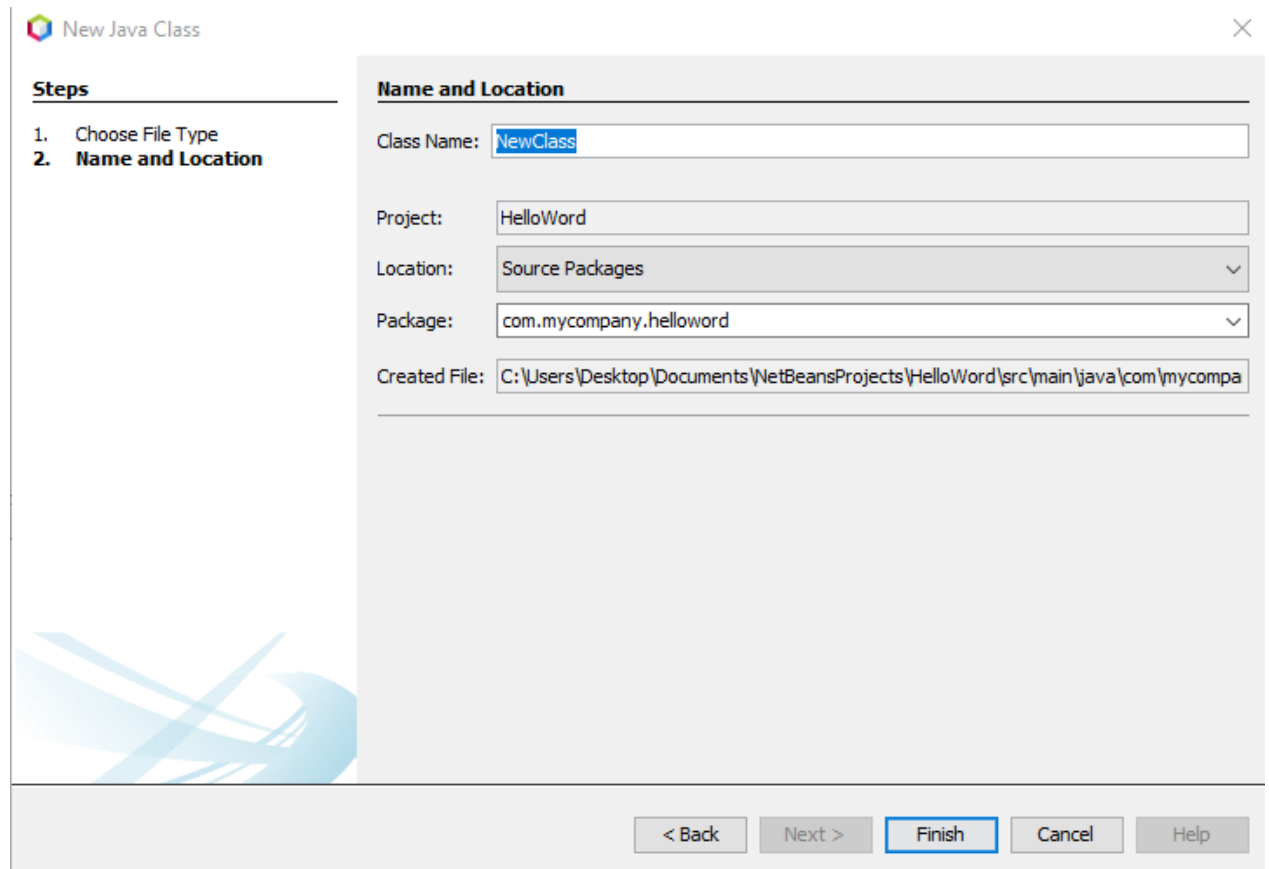 New Java Class
Steps
1. Choose File Type
2. Name and Location
Name and Location
Class Name: NewClass
Project: HelloWord
Location: Source Packages
Package: com.mycompany.helloword
Created File: C:\Users\Desktop\Documents\NetBeansProjects\HelloWord\src\main\java\com\mycompa
< Back Next > Finish Cancel Help